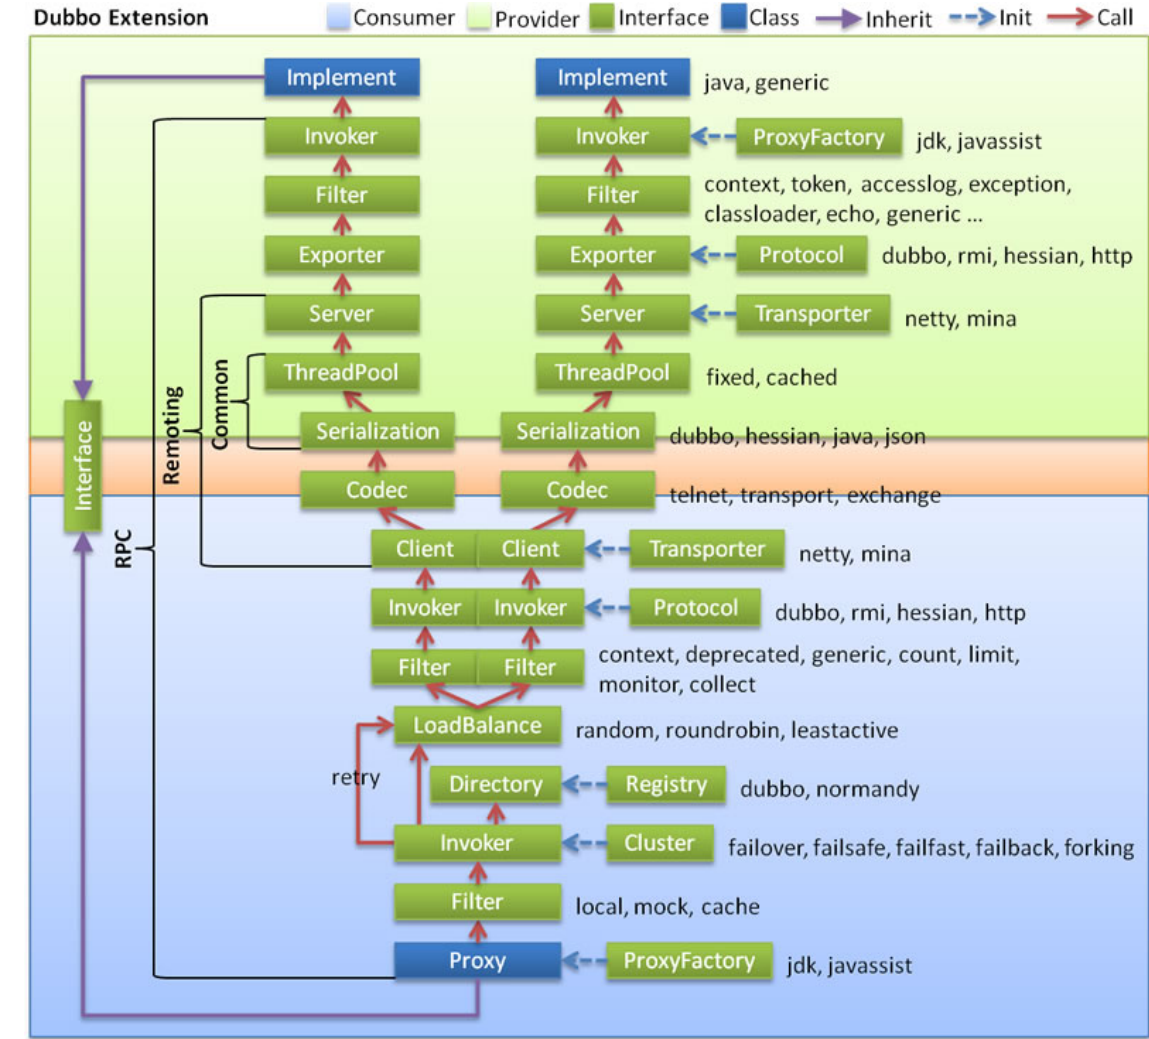 Dubbo Extension
Consumer
Provider
Interface
Class
Inherit
Init
Call
Implement
Implement
java, generic
Invoker
Invoker
ProxyFactory
jdk, javassist
Filter
Filter
context, token, accesslog, exception,
classloader, echo, generic ...
Exporter
Exporter
Protocol
dubbo, rmi, hessian, http
Server
Server
Transporter
netty, mina
ThreadPool
ThreadPool
fixed, cached
Common
Remoting
RPC
Interface
Serialization
Serialization
dubbo, hessian, java, json
Codec
Codec
telnet, transport, exchange
Client
Client
Transporter
netty, mina
Invoker
Invoker
Protocol
dubbo, rmi, hessian, http
Filter
Filter
context, deprecated, generic, count, limit,
monitor, collect
LoadBalance
random, roundrobin, leastactive
retry
Directory
Registry
dubbo, normandy
Invoker
Cluster
failover, failsafe, failfast, failback, forking
Filter
local, mock, cache
Proxy
ProxyFactory
jdk, javassist